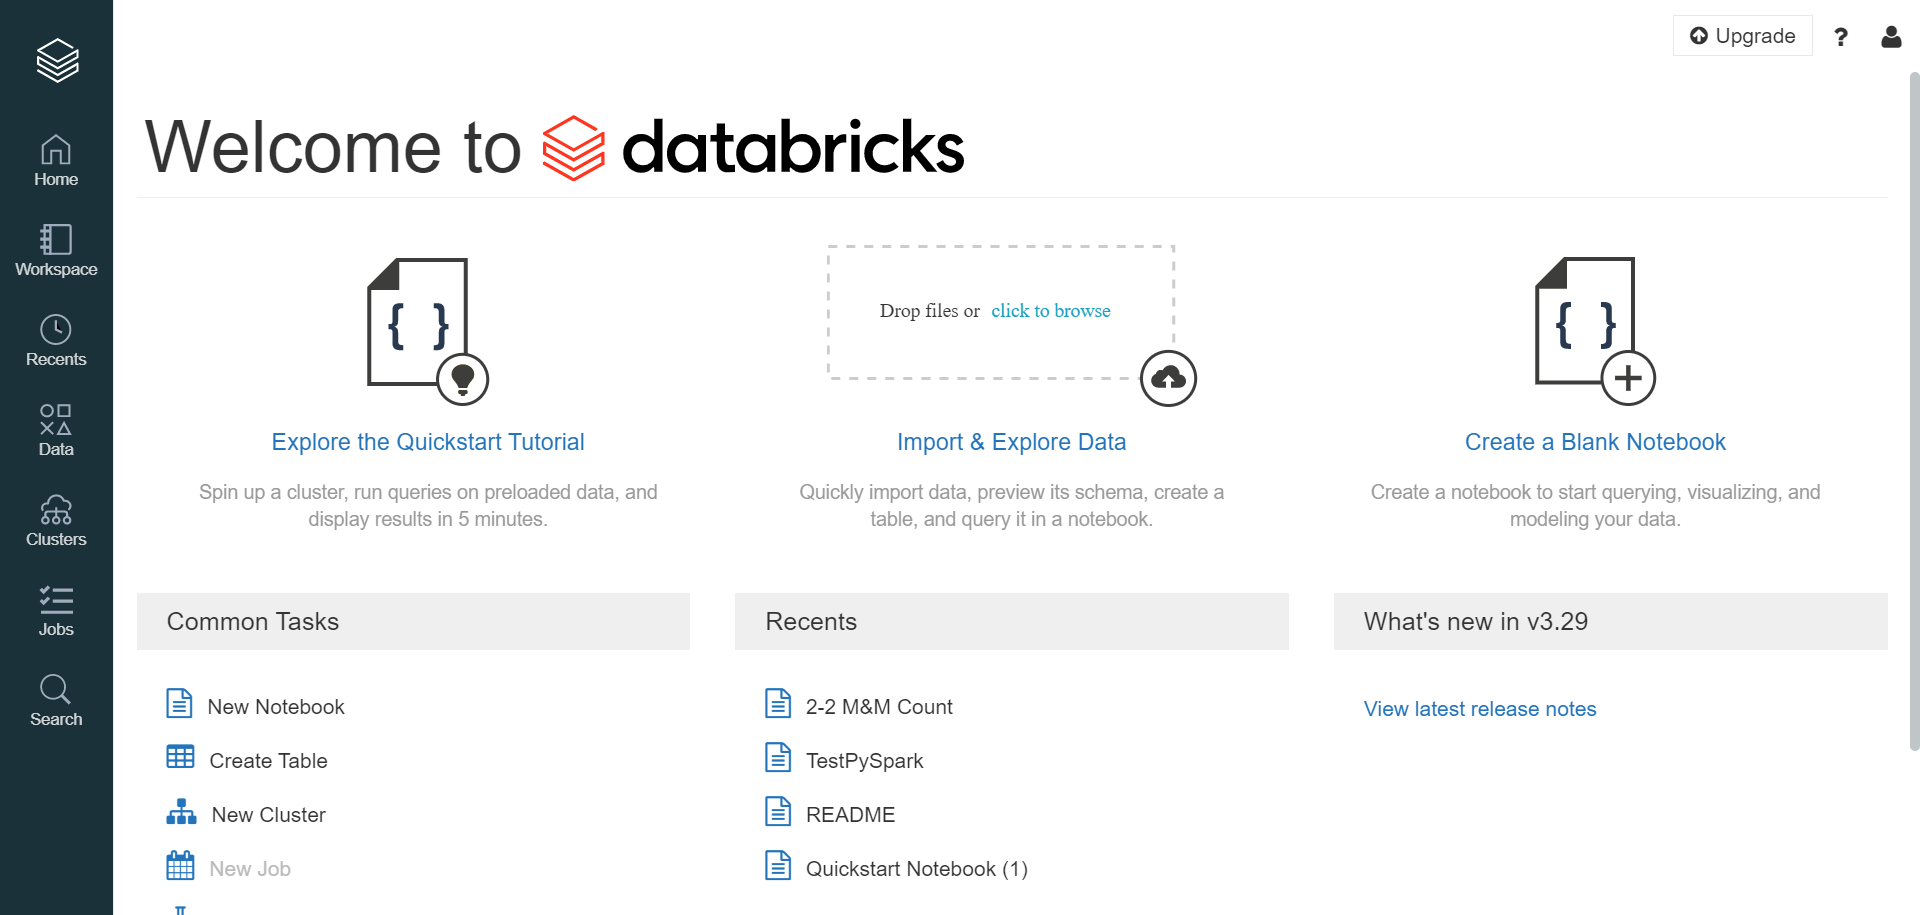 Upgrade
?
Home
Workspace
Recents
Data
Clusters
Jobs
Search
Welcome to databricks
{ }
Drop files or click to browse
{ }
Explore the Quickstart Tutorial
Spin up a cluster, run queries on preloaded data, and
display results in 5 minutes.
Import & Explore Data
Quickly import data, preview its schema, create a
table, and query it in a notebook.
Create a Blank Notebook
Create a notebook to start querying, visualizing, and
modeling your data.
Common Tasks
New Notebook
Create Table
New Cluster
New Job
Recents
2-2 M&M Count
TestPySpark
README
Quickstart Notebook (1)
What's new in v3.29
View latest release notes